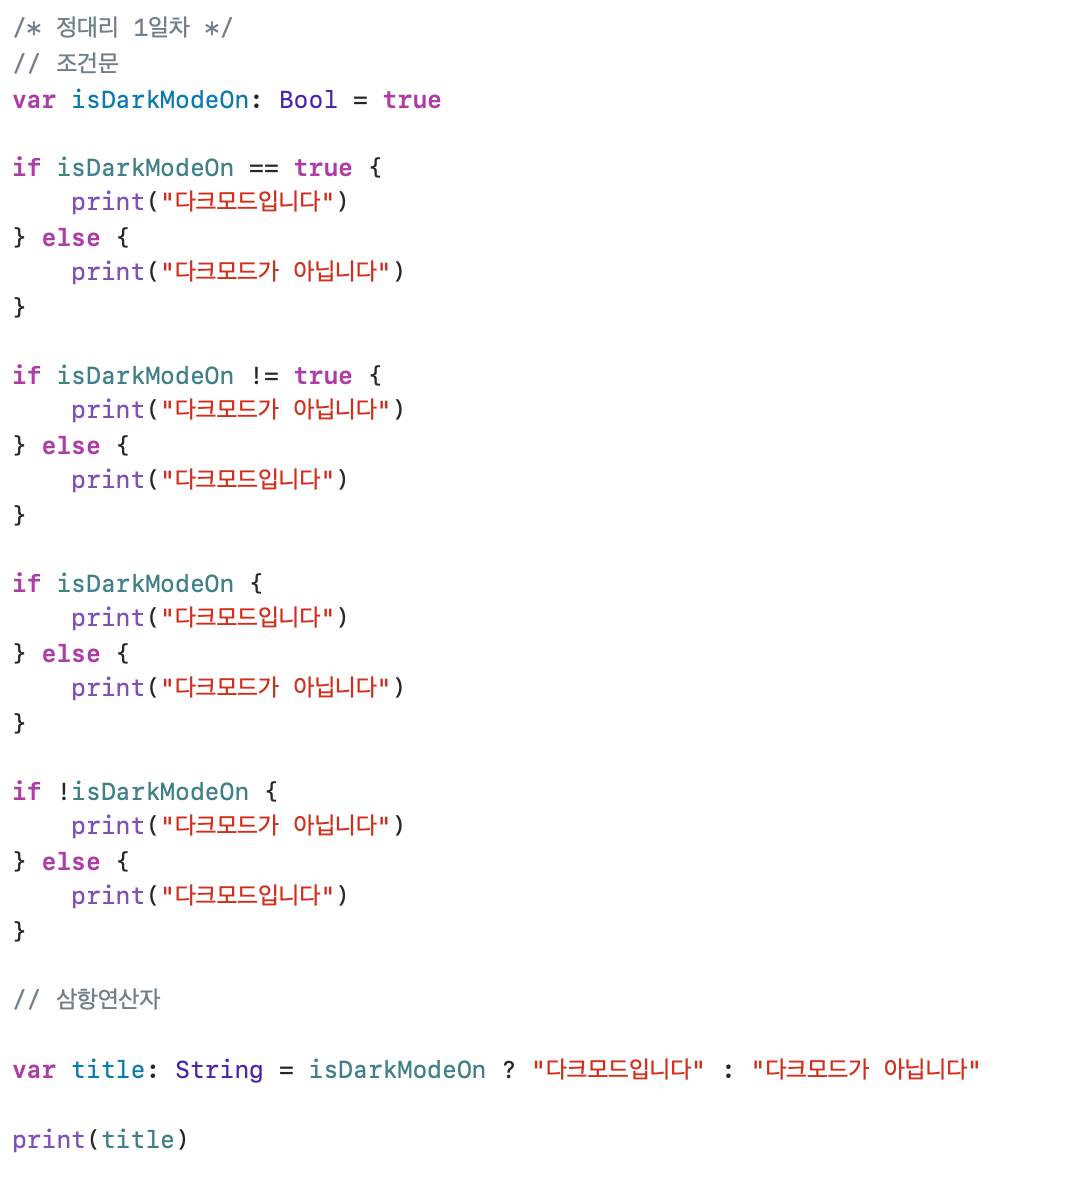 /* 정대리 1일차 */
// 조건문
var isDarkModeOn: Bool = true
if isDarkModeOn == true {
    print("다크모드입니다")
} else {
    print("다크모드가 아닙니다")
}
if isDarkModeOn != true {
    print("다크모드가 아닙니다")
} else {
    print("다크모드입니다")
}
if isDarkModeOn {
    print("다크모드입니다")
} else {
    print("다크모드가 아닙니다")
}
if !isDarkModeOn {
    print("다크모드가 아닙니다")
} else {
    print("다크모드입니다")
}
// 삼항연산자
var title: String = isDarkModeOn ? "다크모드입니다" : "다크모드가 아닙니다"
print(title)